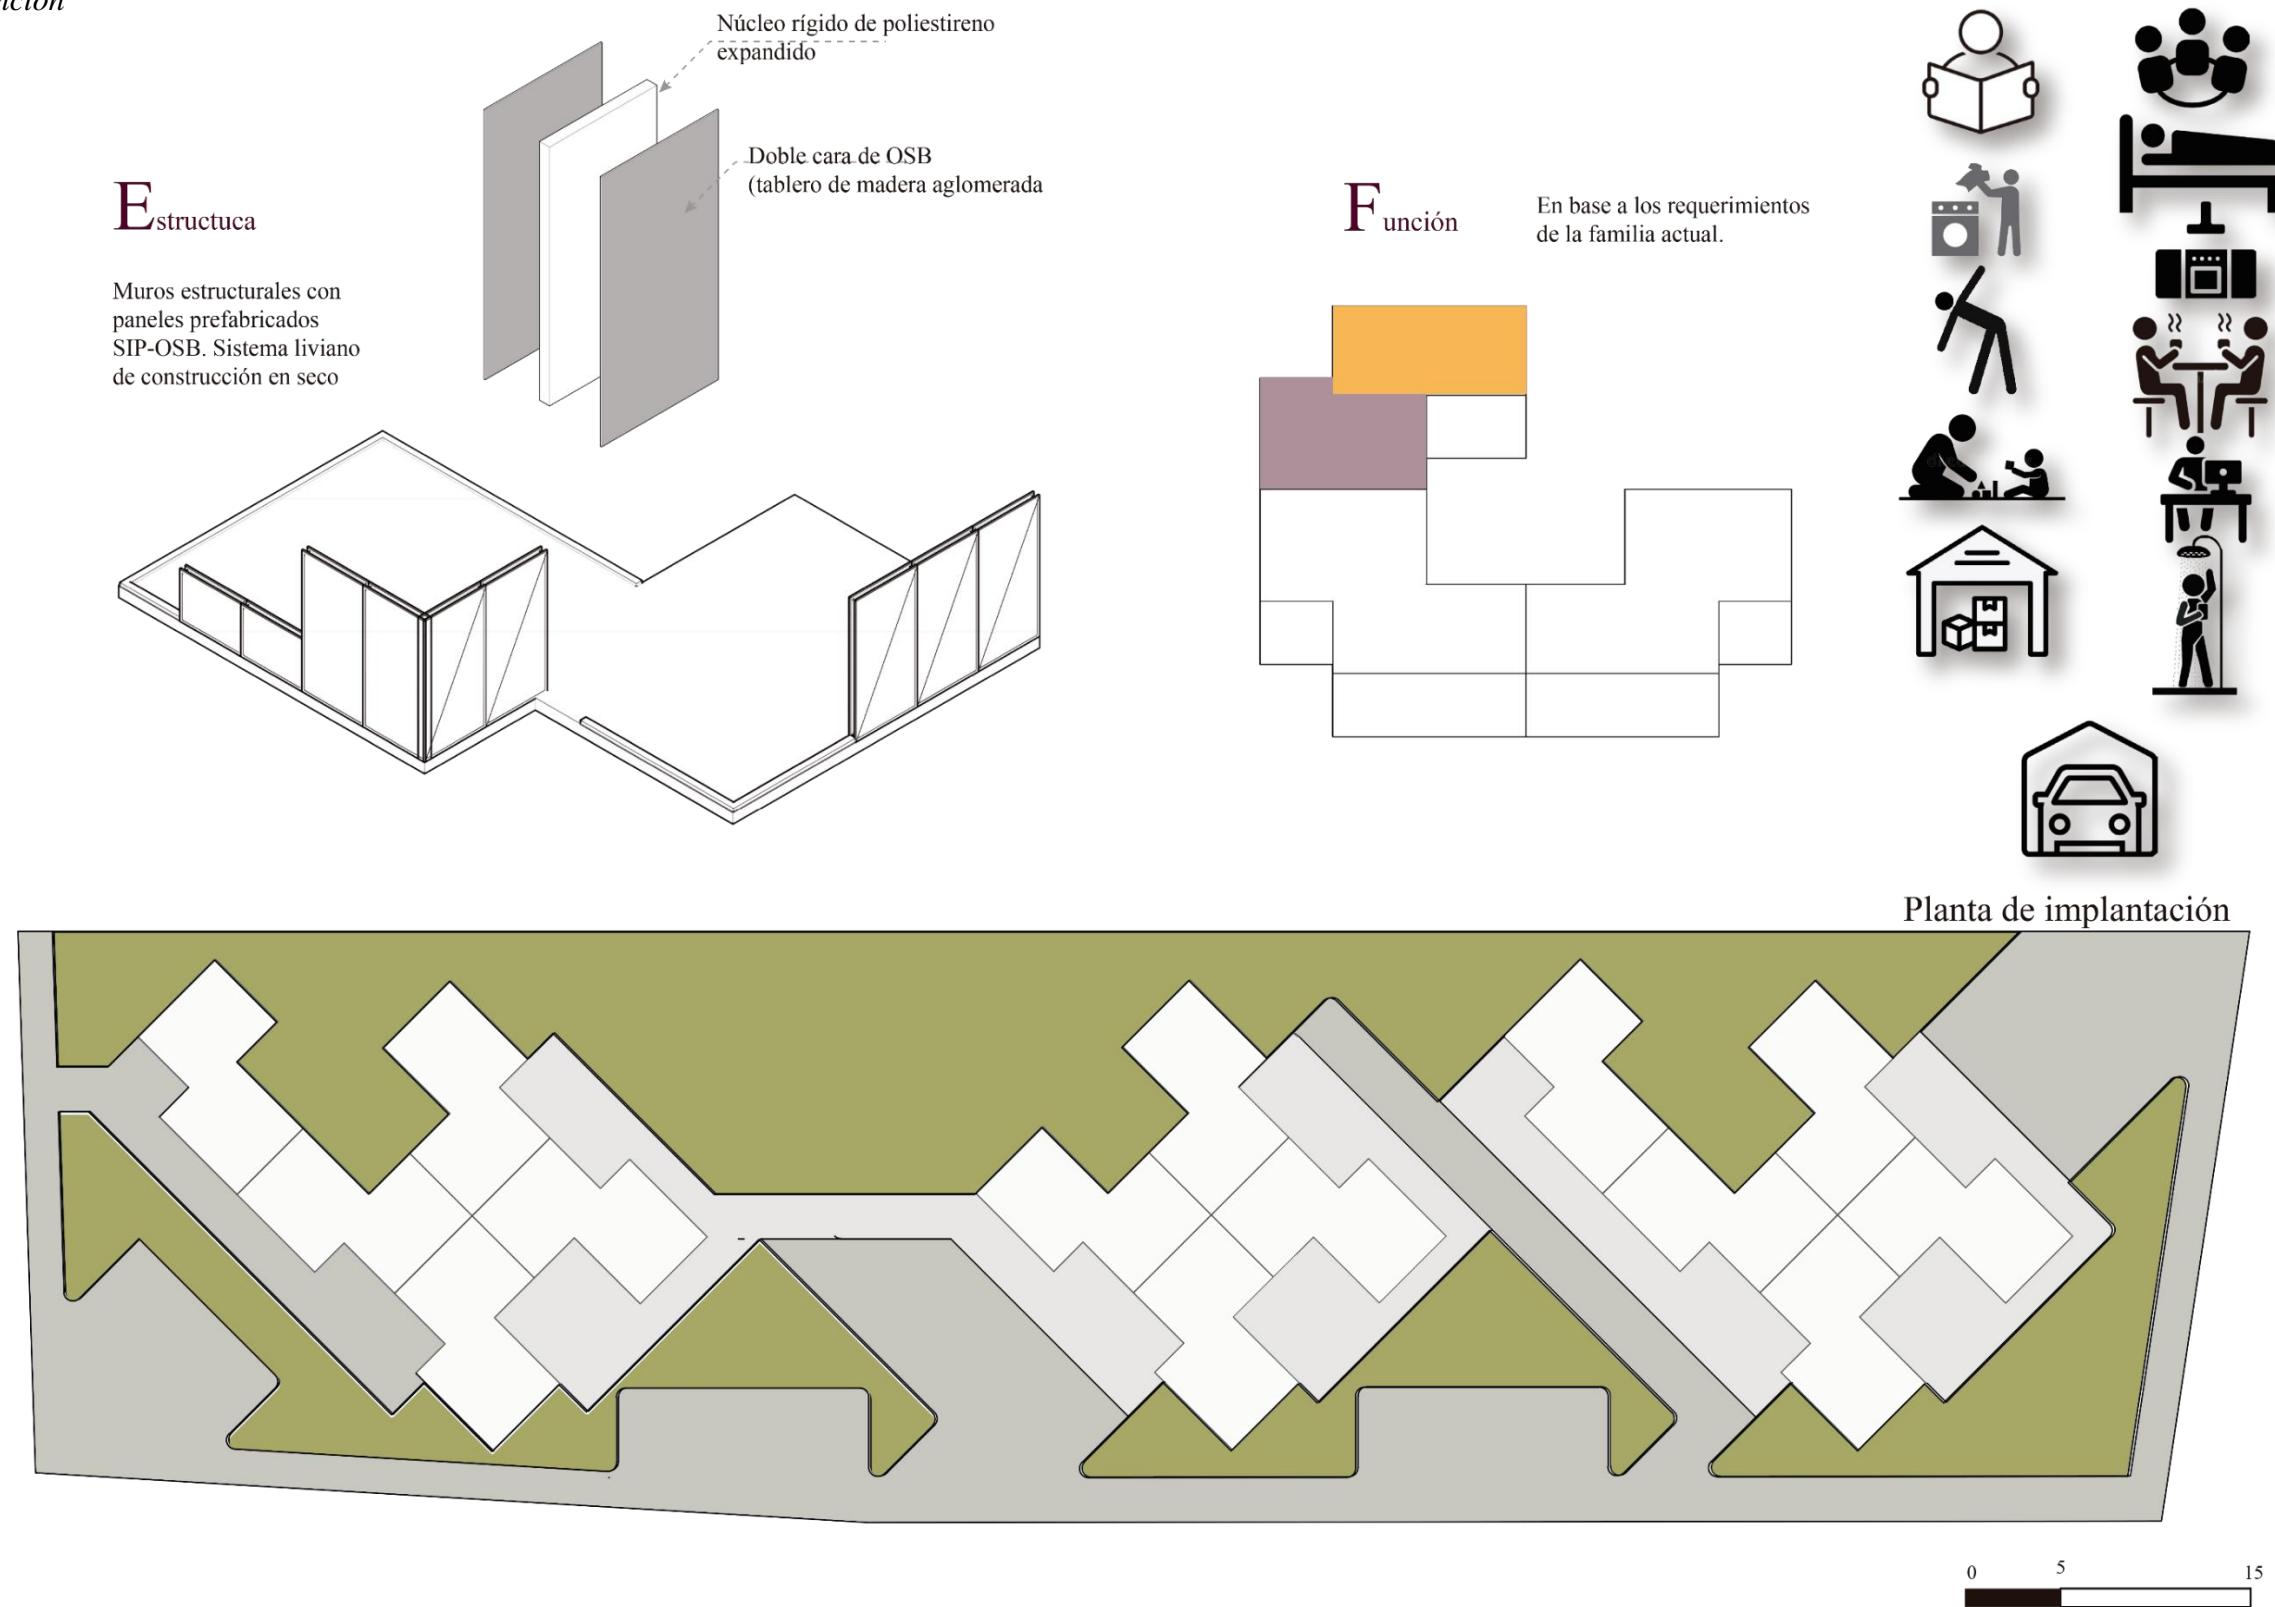 Núcleo rígido de poliestireno
expandido
Doble cara de OSB
(tablero de madera aglomerada
Estructuca
Muros estructurales con
paneles prefabricados
SIP-OSB. Sistema liviano
de construcción en seco
Función
En base a los requerimientos
de la familia actual.
Planta de implantación
0 5 15